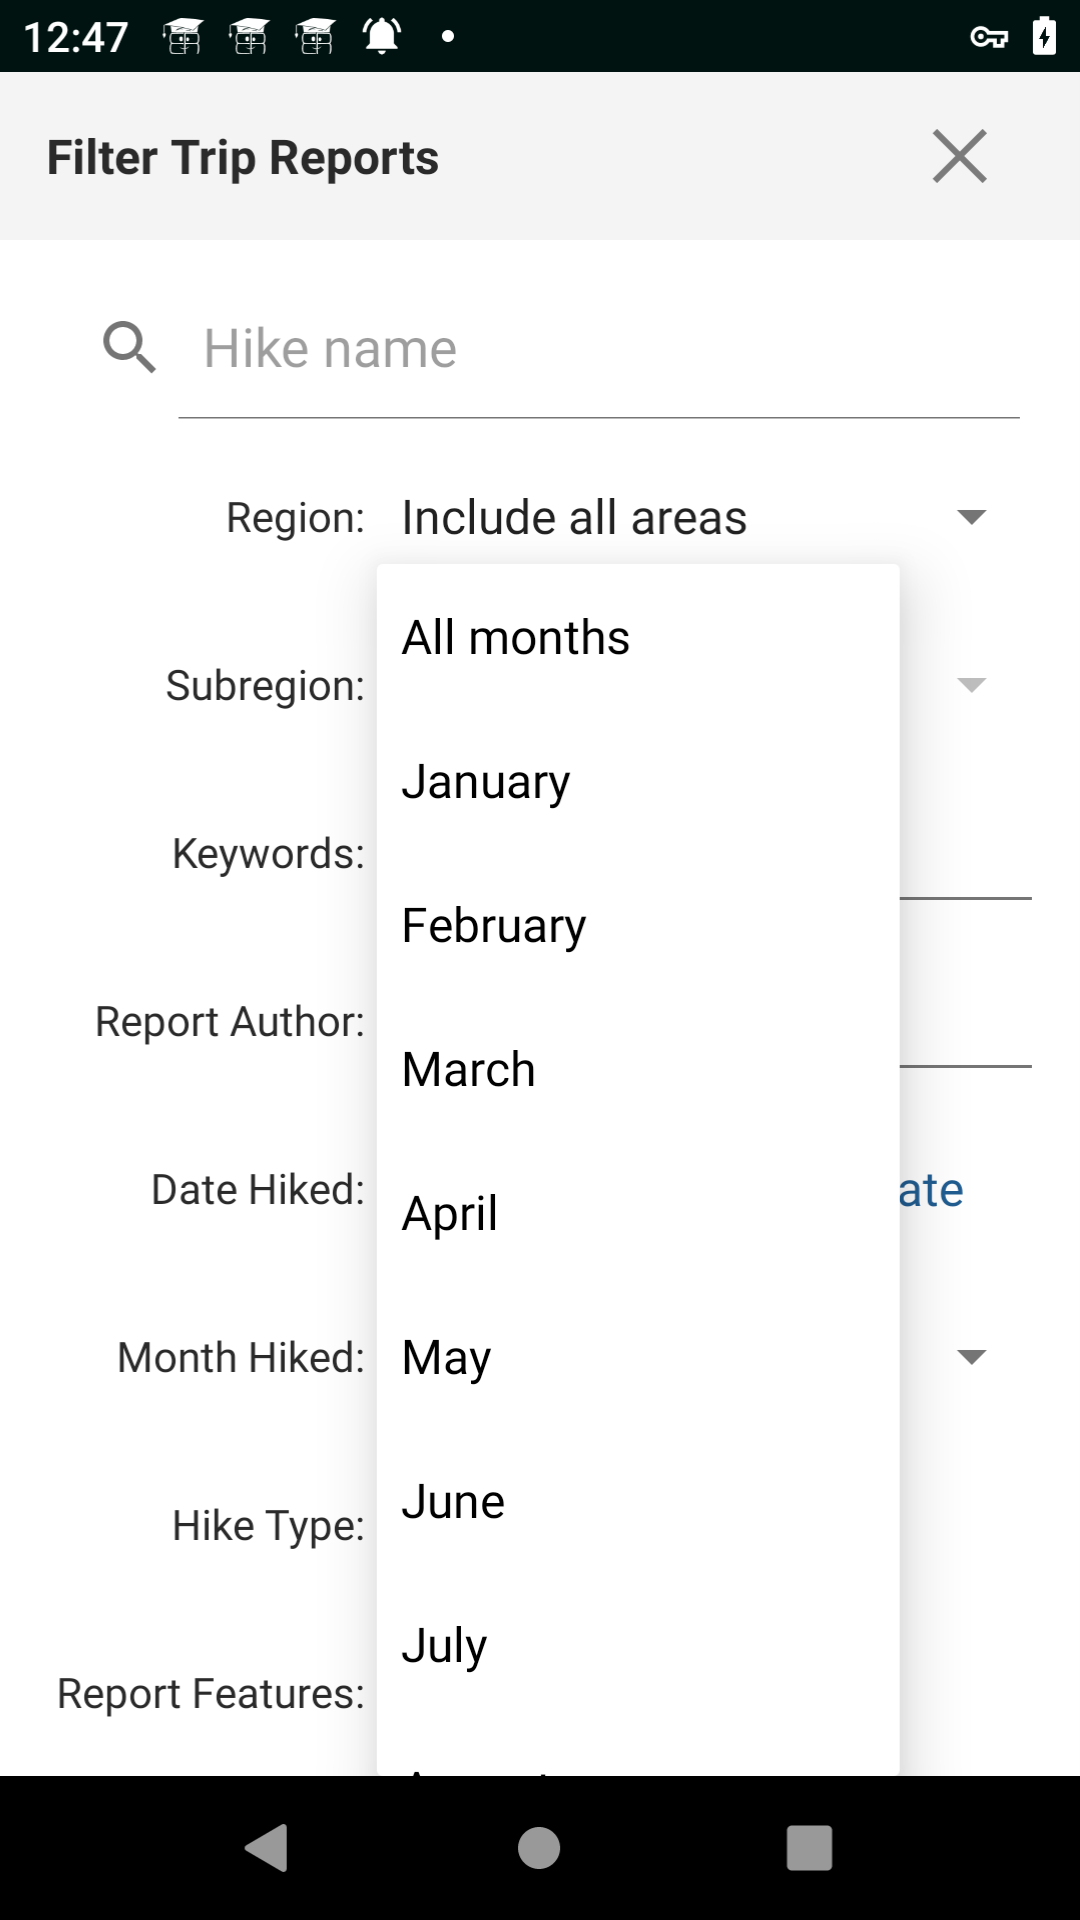 12:47
Filter Trip Reports
Hike name
Region: Include all areas
All months
Subregion:
January
Keywords:
February
Report Author:
March
Date Hiked: ate
April
Month Hiked: May
Hike Type: June
July
Report Features: